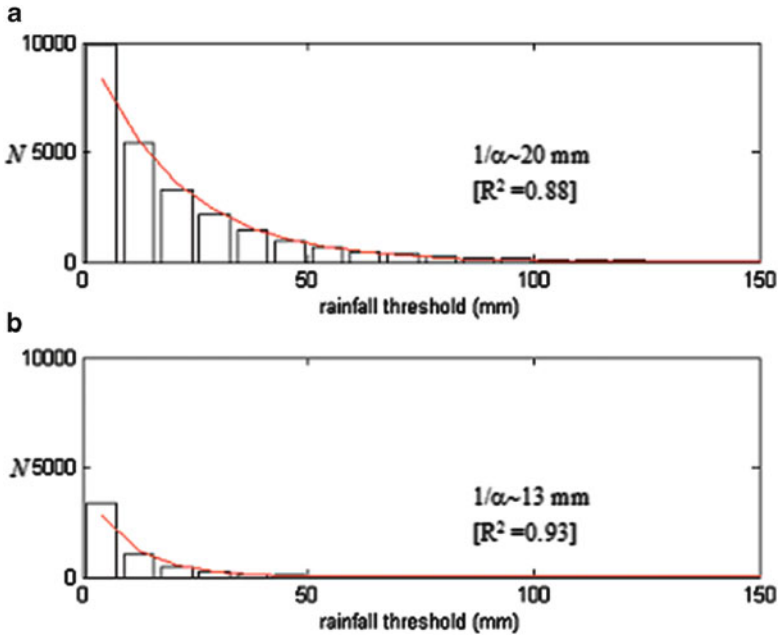 a
10000
N 5000
0
1/α~20 mm
[R² =0.88]
0 50 100 150
rainfall threshold (mm)
b
10000
N 5000
0
1/α~13 mm
[R² =0.93]
0 50 100 150
rainfall threshold (mm)